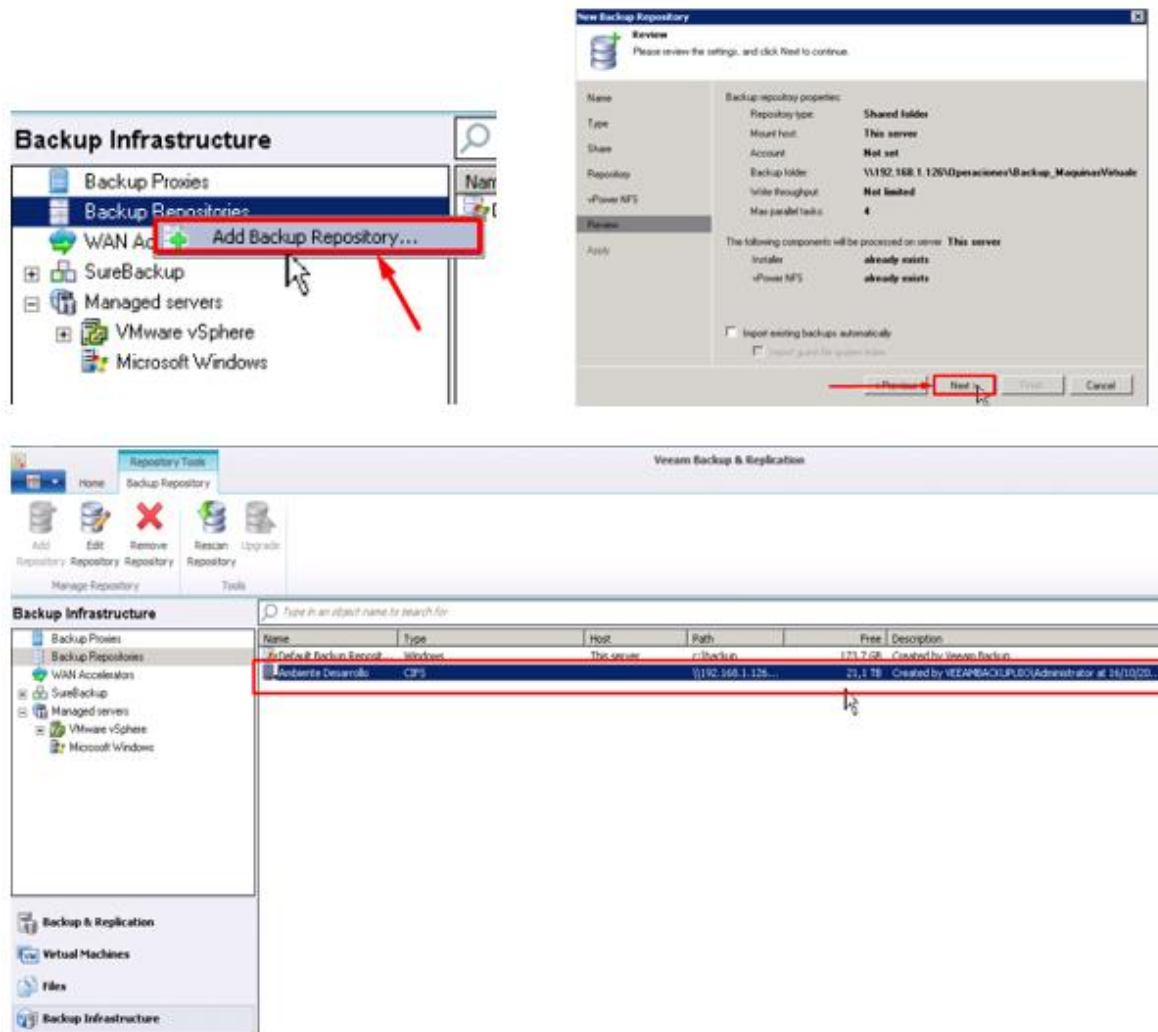 Backup Infrastructure
Backup Proxies
Backup Repositories
WAN Ac
Add Backup Repository...
SureBackup
Managed servers
VMware vSphere
Microsoft Windows
Nam
New Backup Repository
Review
Please review the settings, and click Next to continue.
Name
Type
Share
Repository
vPower NFS
Review
Apply
Backup repository properties:
Repository type: Shared folder
Mount host: This server
Account: Not set
Backup folder: \\192.168.1.126\Operaciones\Backup_MaquinasVirtuale
Write throughput: Not limited
Max parallel tasks: 4
The following components will be processed on server This server
Installer already exists
vPower NFS already exists
Import existing backups automatically
Import guest file system index
< Previous Next > Finish Cancel
Repository Tools
Veeam Backup & Replication
Home Backup Repository
Add Repository
Edit Repository
Remove Repository
Rescan Repository
Upgrade
Manage Repository Tools
Backup Infrastructure
Type in an object name to search for
Backup Proxies
Backup Repositories
WAN Accelerators
SureBackup
Managed servers
VMware vSphere
Microsoft Windows
Name Type Host Path Free Description
Default Backup Reposit... Windows This server c:\backup 173,7 GB Created by Veeam Backup
Ambiente Desarrollo CIFS \\192.168.1.126... 21,1 TB Created by \Administrator at 16/10/20...
Backup & Replication
Virtual Machines
Files
Backup Infrastructure